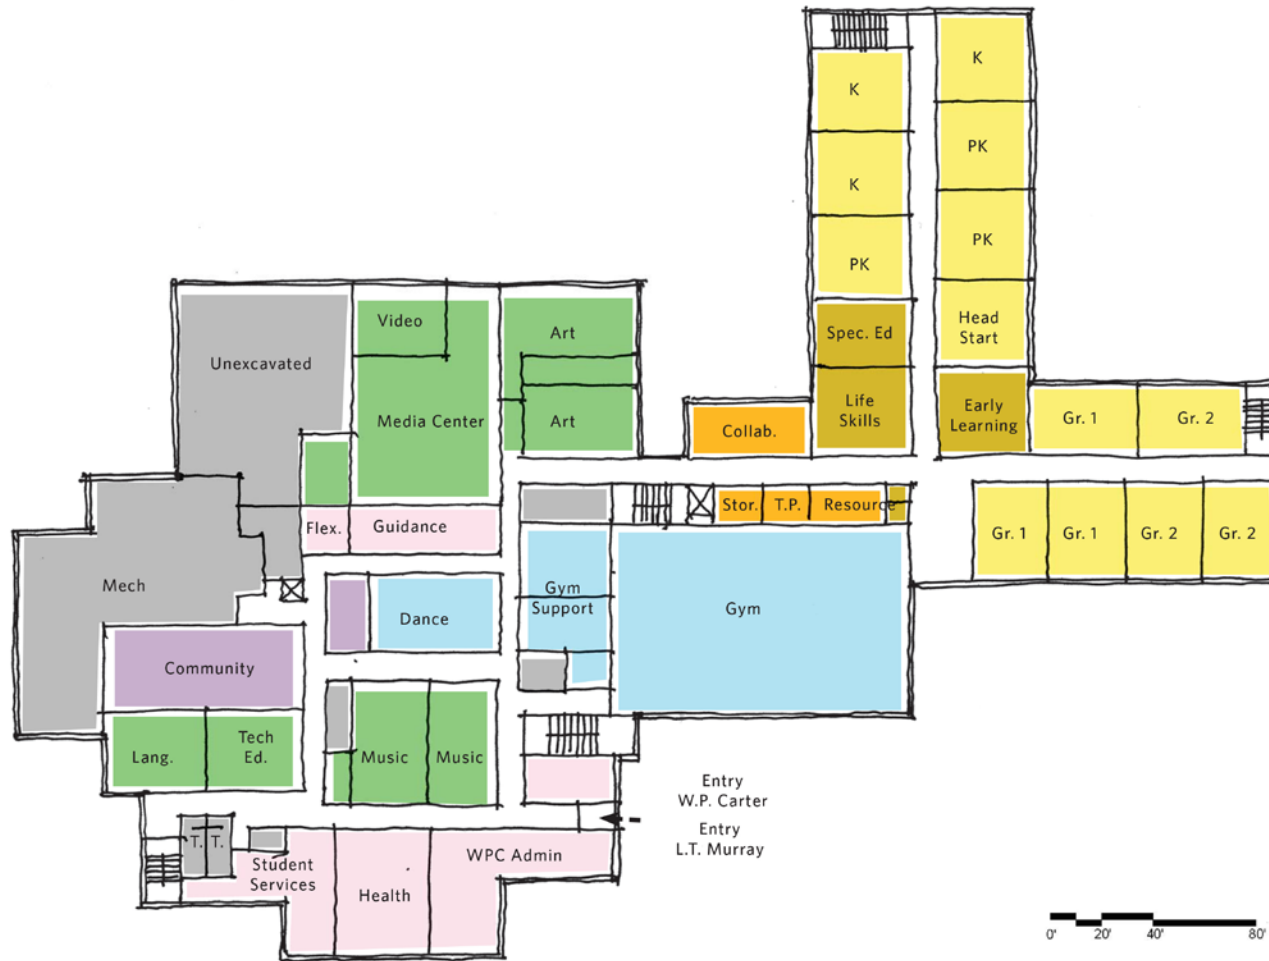 K
K
K
PK
K
PK
PK
Head
Start
Spec. Ed
Life
Skills
Early
Learning
Gr. 1
Gr. 2
Video
Art
Unexcavated
Media Center
Art
Collab.
Stor.
T.P.
Resource
Gr. 1
Gr. 1
Gr. 2
Gr. 2
Flex.
Guidance
Mech
Gym
Support
Gym
Dance
Community
Lang.
Tech
Ed.
Music
Music
Entry
W.P. Carter
Entry
L.T. Murray
T.
T.
Student
Services
WPC Admin
Health
0'
20'
40'
80'